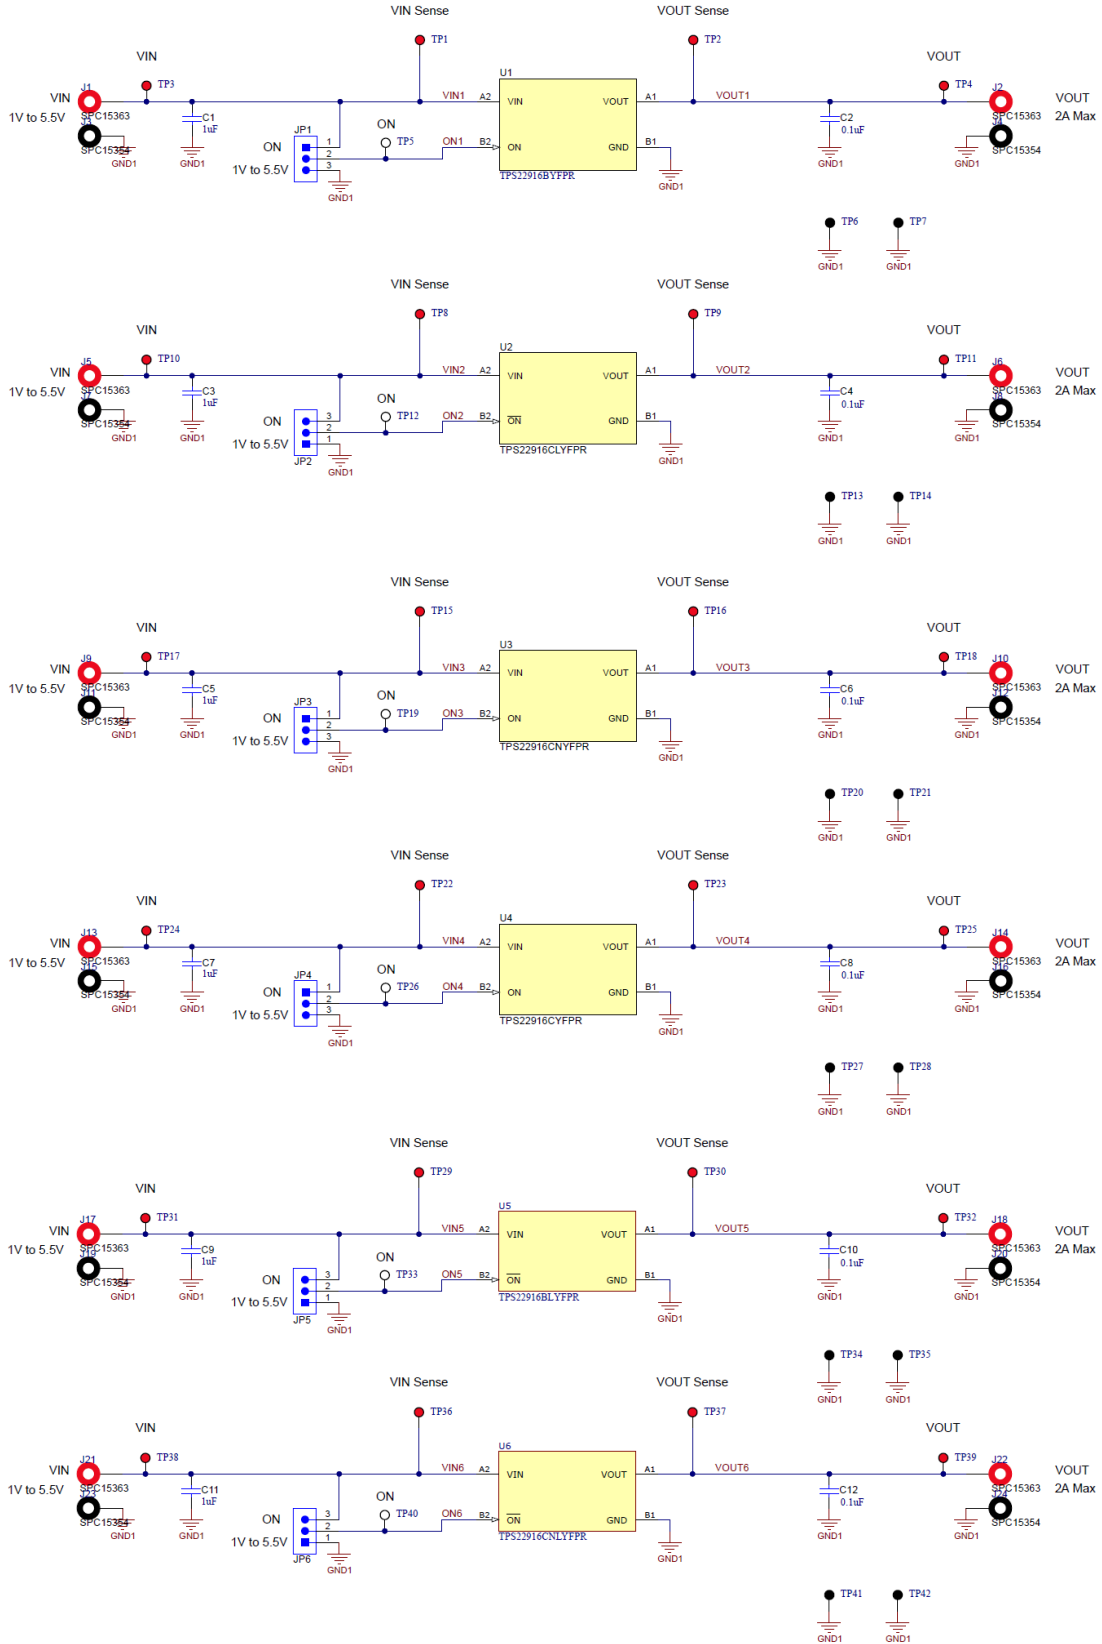 VIN Sense
VOUT Sense
TP1
TP2
VIN
VOUT
TP3
U1
TP4
VIN
J1
VIN1
A2
VIN
VOUT
A1
VOUT1
J2
VOUT
1V to 5.5V
SPC15363
C1
1uF
C2
0.1uF
SPC15363
2A Max
J3
SPC15354
GND1
GND1
ON
1V to 5.5V
JP1
1
2
3
GND1
ON
TP5
ON1
B2
ON
GND
B1
GND1
GND1
GND1
J4
SPC15354
TPS22916BYFPR
TP6
TP7
GND1
GND1
VIN Sense
VOUT Sense
TP8
TP9
VIN
VOUT
TP10
U2
TP11
VIN
J5
VIN2
A2
VIN
VOUT
A1
VOUT2
J6
VOUT
1V to 5.5V
SPC15363
C3
1uF
C4
0.1uF
SPC15363
2A Max
J7
SPC15354
GND1
GND1
ON
1V to 5.5V
3
2
1
JP2
GND1
ON
TP12
ON2
B2
ON
GND
B1
GND1
GND1
GND1
J8
SPC15354
TPS22916CLYFPR
TP13
TP14
GND1
GND1
VIN Sense
VOUT Sense
TP15
TP16
VIN
VOUT
TP17
U3
TP18
VIN
J9
VIN3
A2
VIN
VOUT
A1
VOUT3
J10
VOUT
1V to 5.5V
SPC15363
C5
1uF
C6
0.1uF
SPC15363
2A Max
J11
SPC15354
GND1
GND1
ON
1V to 5.5V
JP3
1
2
3
GND1
ON
TP19
ON3
B2
ON
GND
B1
GND1
GND1
GND1
J12
SPC15354
TPS22916CNYFPR
TP20
TP21
GND1
GND1
VIN Sense
VOUT Sense
TP22
TP23
VIN
VOUT
TP24
U4
TP25
VIN
J13
VIN4
A2
VIN
VOUT
A1
VOUT4
J14
VOUT
1V to 5.5V
SPC15363
C7
1uF
C8
0.1uF
SPC15363
2A Max
J15
SPC15354
GND1
GND1
ON
1V to 5.5V
JP4
1
2
3
GND1
ON
TP26
ON4
B2
ON
GND
B1
GND1
GND1
GND1
J16
SPC15354
TPS22916CYFPR
TP27
TP28
GND1
GND1
VIN Sense
VOUT Sense
TP29
TP30
VIN
VOUT
TP31
U5
TP32
VIN
J17
VIN5
A2
VIN
VOUT
A1
VOUT5
J18
VOUT
1V to 5.5V
SPC15363
C9
1uF
C10
0.1uF
SPC15363
2A Max
J19
SPC15354
GND1
GND1
ON
1V to 5.5V
3
2
1
JP5
GND1
ON
TP33
ON5
B2
ON
GND
B1
GND1
GND1
GND1
J20
SPC15354
TPS22916BLYFPR
TP34
TP35
GND1
GND1
VIN Sense
VOUT Sense
TP36
TP37
VIN
VOUT
TP38
U6
TP39
VIN
J21
VIN6
A2
VIN
VOUT
A1
VOUT6
J22
VOUT
1V to 5.5V
SPC15363
C11
1uF
C12
0.1uF
SPC15363
2A Max
J23
SPC15354
GND1
GND1
ON
1V to 5.5V
3
2
1
JP6
GND1
ON
TP40
ON6
B2
ON
GND
B1
GND1
GND1
GND1
J24
SPC15354
TPS22916CNLYFPR
TP41
TP42
GND1
GND1